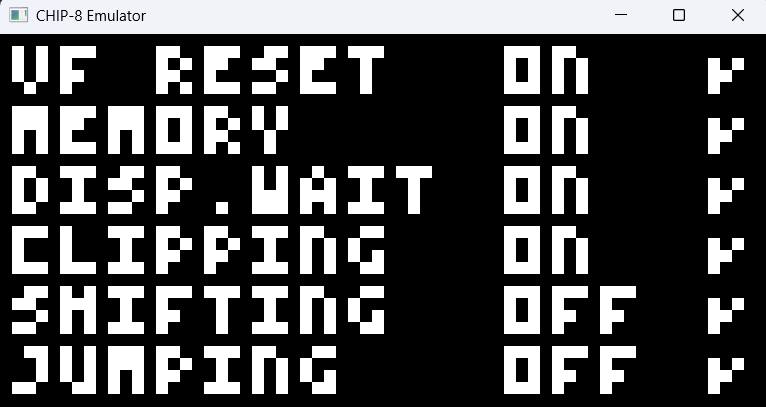 CHIP-8 Emulator
VF RESET ON ✓
MEMORY ON ✓
DISP.WAIT ON ✓
CLIPPING ON ✓
SHIFTING OFF ✓
JUMPING OFF ✓